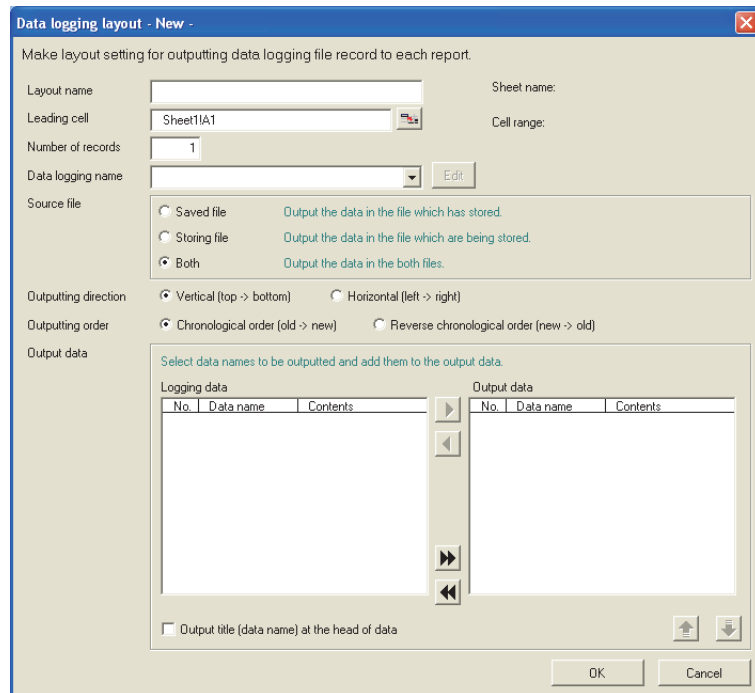 Data logging layout - New -
Make layout setting for outputting data logging file record to each report.
Layout name
Sheet name:
Leading cell
Sheet1!A1
Cell range:
Number of records
1
Data logging name
Edit
Source file
Saved file
Output the data in the file which has stored.
Storing file
Output the data in the file which are being stored.
Both
Output the data in the both files.
Outputting direction
Vertical (top -> bottom)
Horizontal (left -> right)
Outputting order
Chronological order (old -> new)
Reverse chronological order (new -> old)
Output data
Select data names to be outputted and add them to the output data.
Logging data
Output data
No. Data name Contents
No. Data name Contents
Output title (data name) at the head of data
OK
Cancel